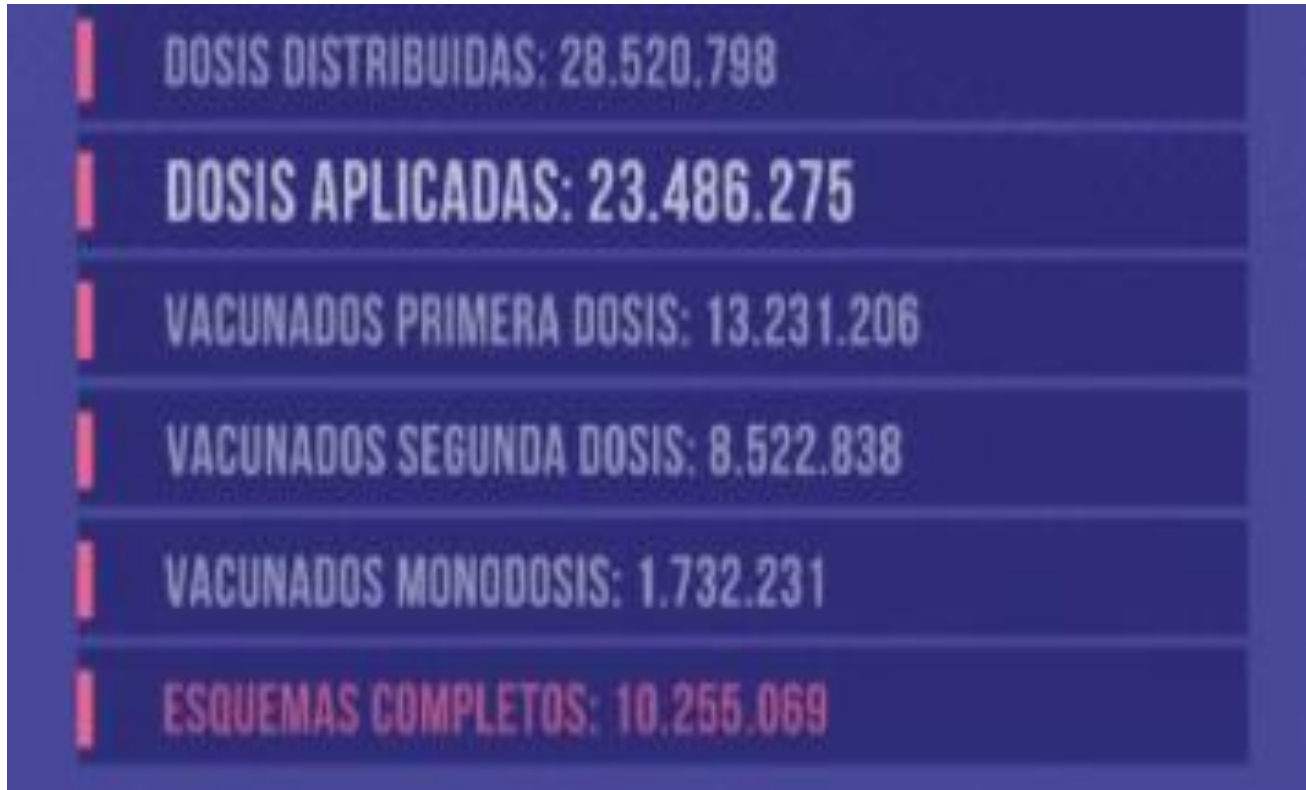 DOSIS DISTRIBUIDAS: 28.520.798
DOSIS APLICADAS: 23.486.275
VACUNADOS PRIMERA DOSIS: 13.231.206
VACUNADOS SEGUNDA DOSIS: 8.522.838
VACUNADOS MONODOSIS: 1.732.231
ESQUEMAS COMPLETOS: 10.255.069